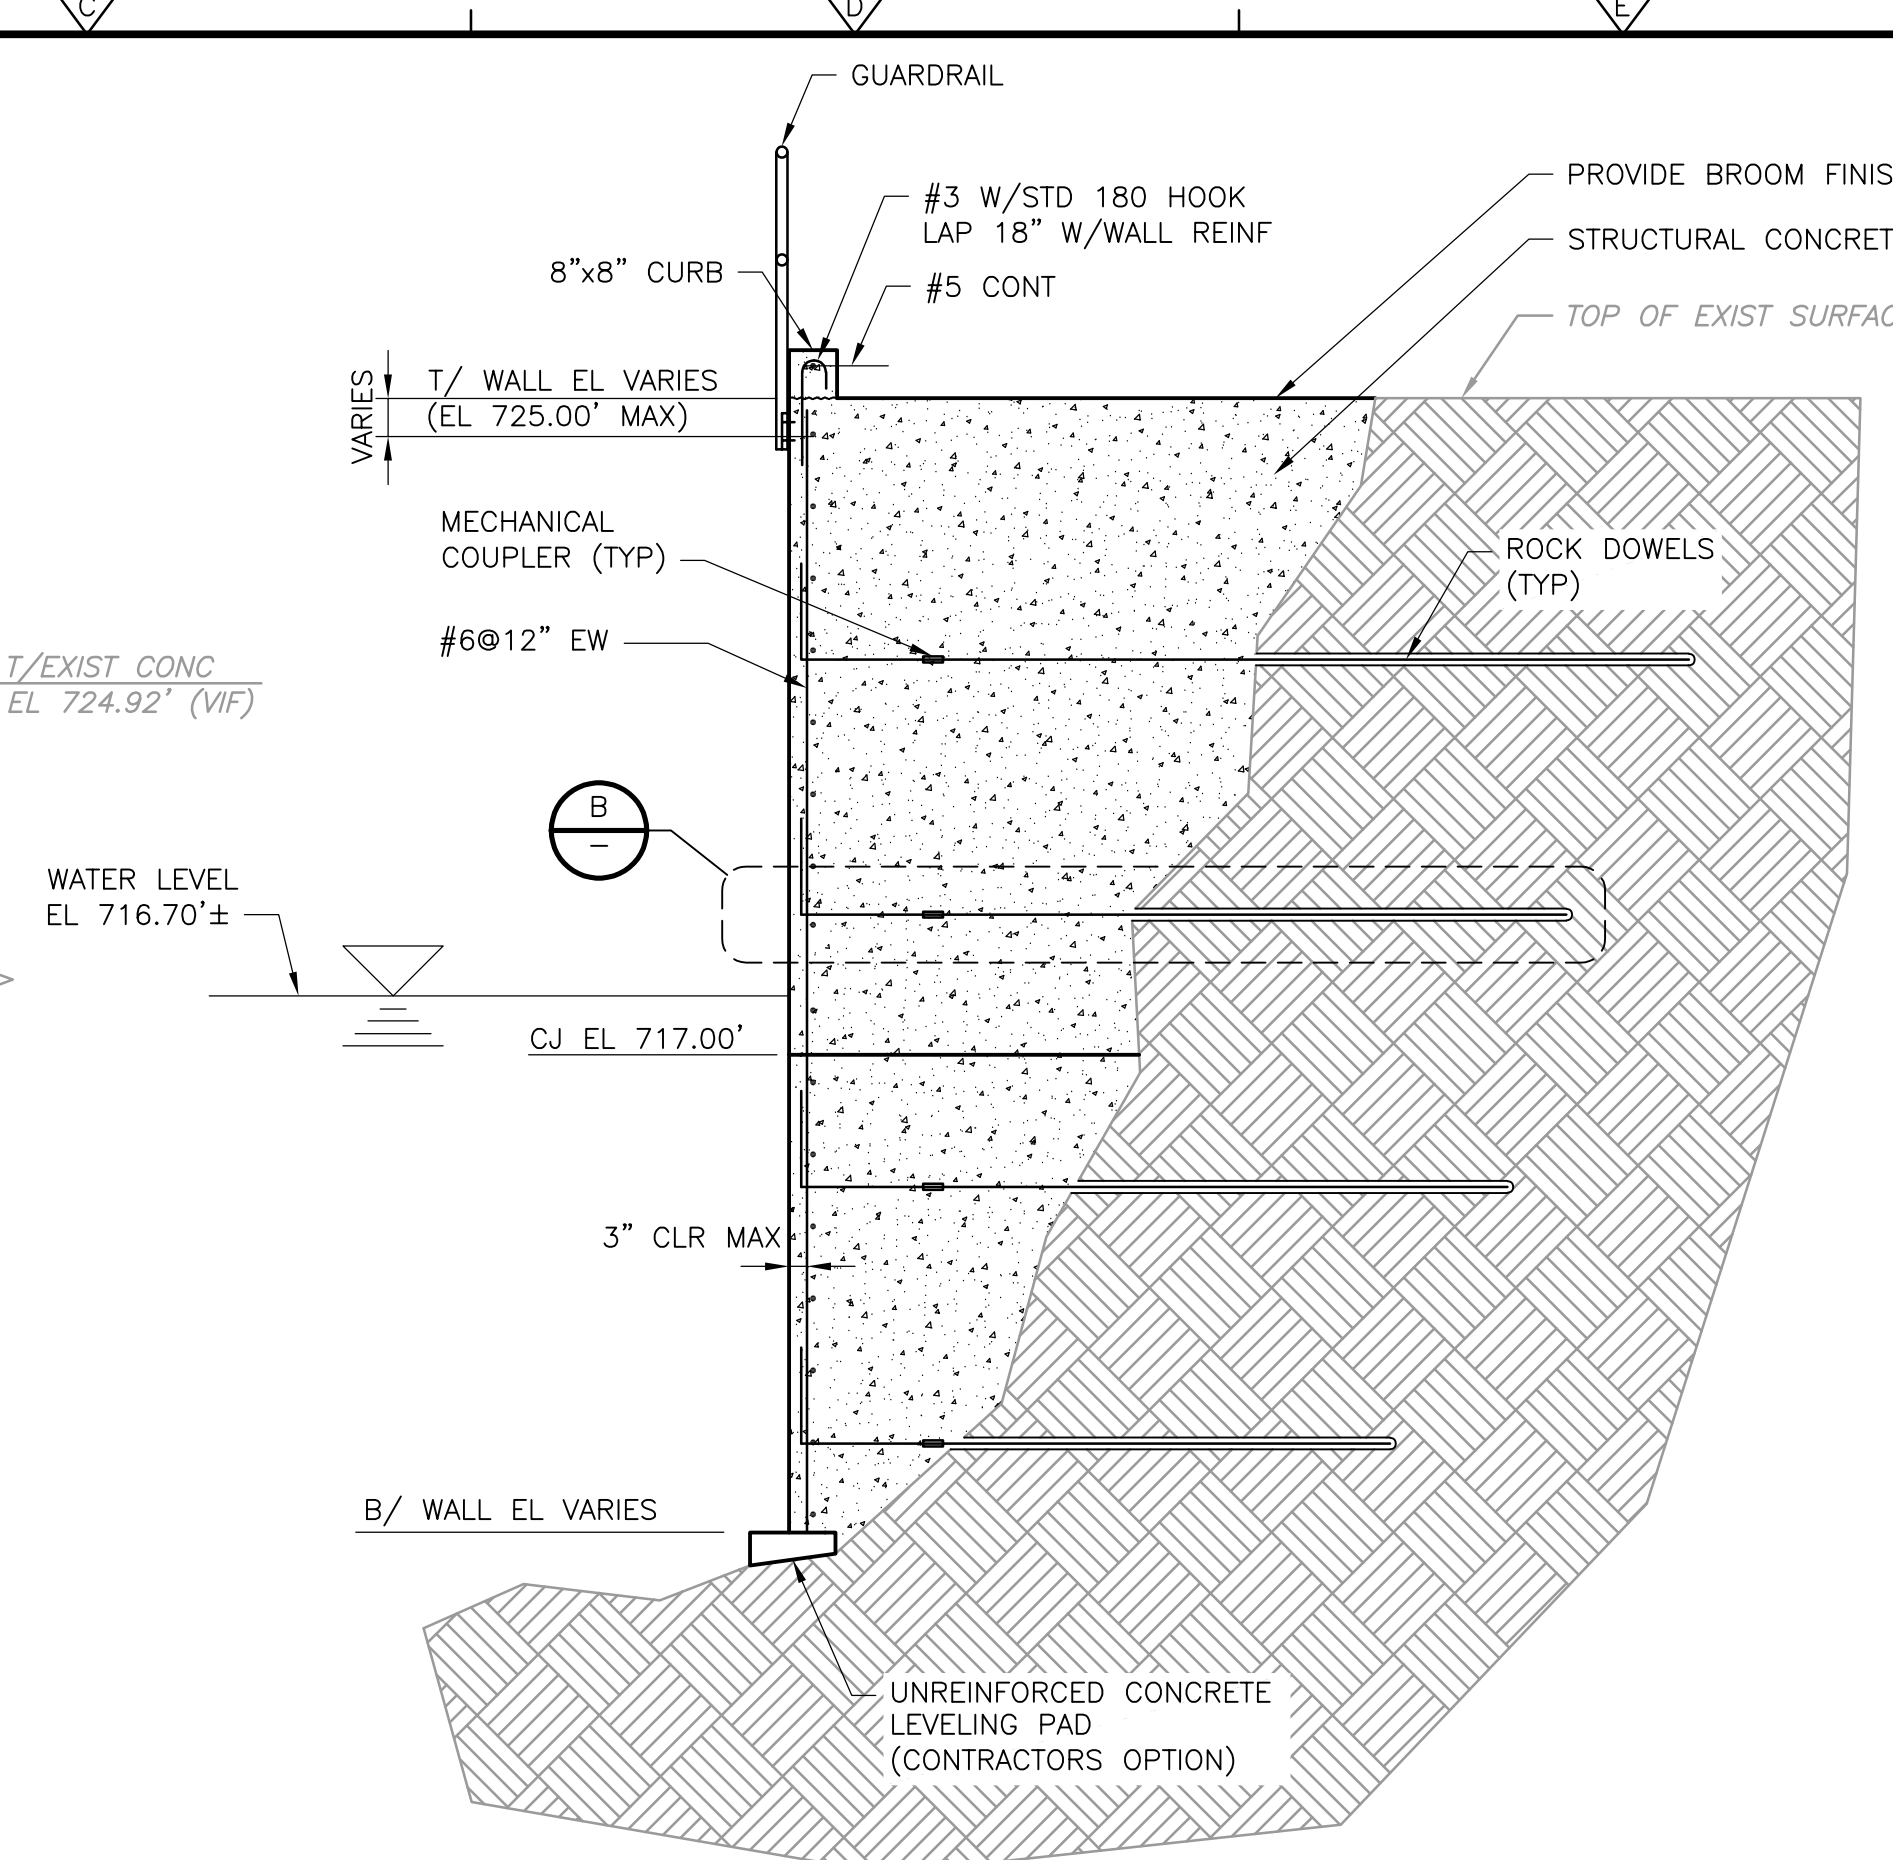 C
D
E
GUARDRAIL
#3 W/STD 180 HOOK
LAP 18" W/WALL REINF
8"x8" CURB
#5 CONT
PROVIDE BROOM FINIS
STRUCTURAL CONCRET
TOP OF EXIST SURFAC
VARIES
T/ WALL EL VARIES
(EL 725.00' MAX)
MECHANICAL
COUPLER (TYP)
ROCK DOWELS
(TYP)
#6@12" EW
T/EXIST CONC
EL 724.92' (VIF)
B
-
WATER LEVEL
EL 716.70'±
CJ EL 717.00'
3" CLR MAX
B/ WALL EL VARIES
UNREINFORCED CONCRETE
LEVELING PAD
(CONTRACTORS OPTION)